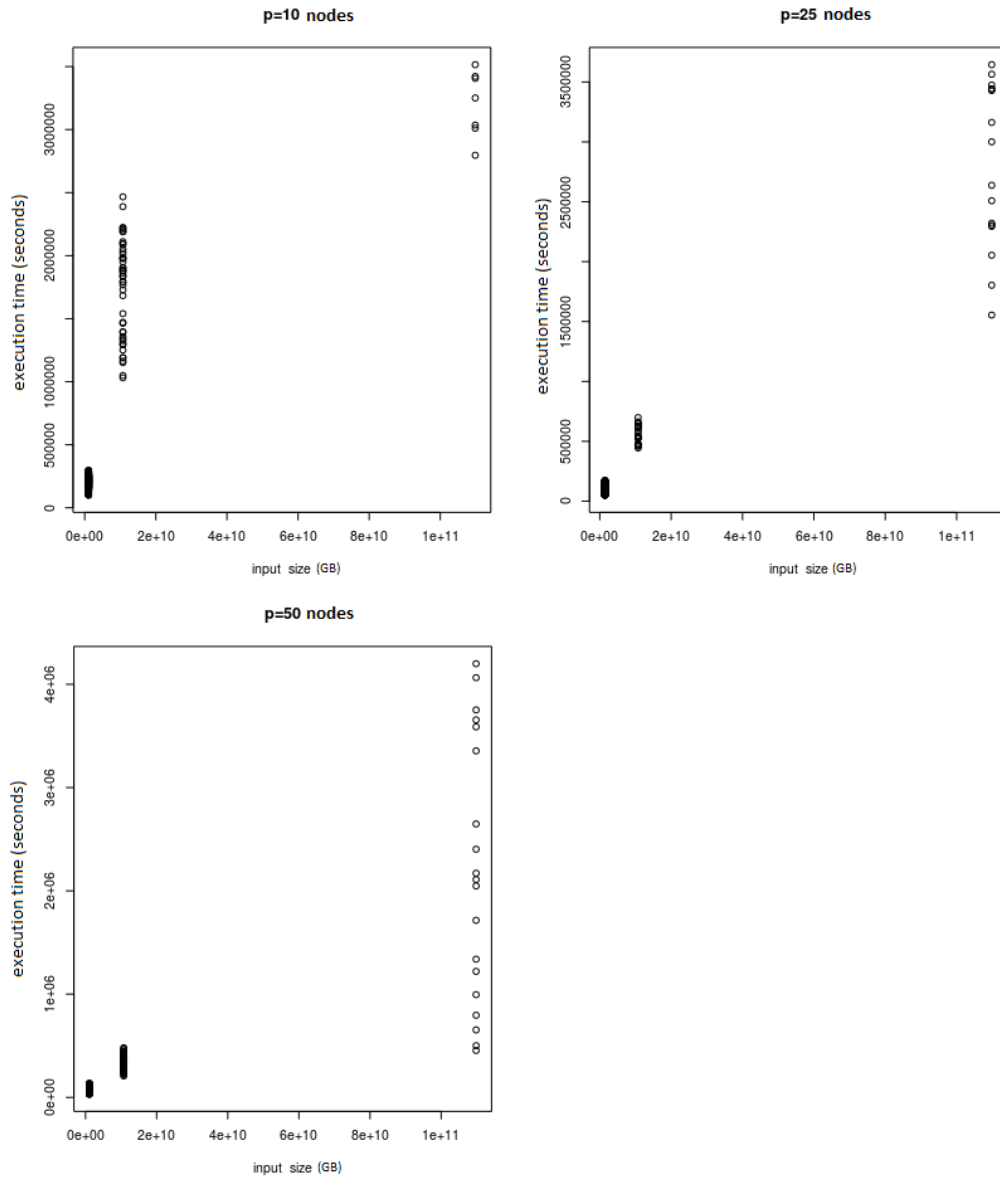 p=10 nodes
execution time (seconds)
3000000
2000000
1000000
500000
0
0e+00 2e+10 4e+10 6e+10 8e+10 1e+11
input size (GB)
p=25 nodes
execution time (seconds)
3500000
2500000
1500000
500000
0
0e+00 2e+10 4e+10 6e+10 8e+10 1e+11
input size (GB)
p=50 nodes
execution time (seconds)
4e+06
3e+06
2e+06
1e+06
0e+00
0e+00 2e+10 4e+10 6e+10 8e+10 1e+11
input size (GB)